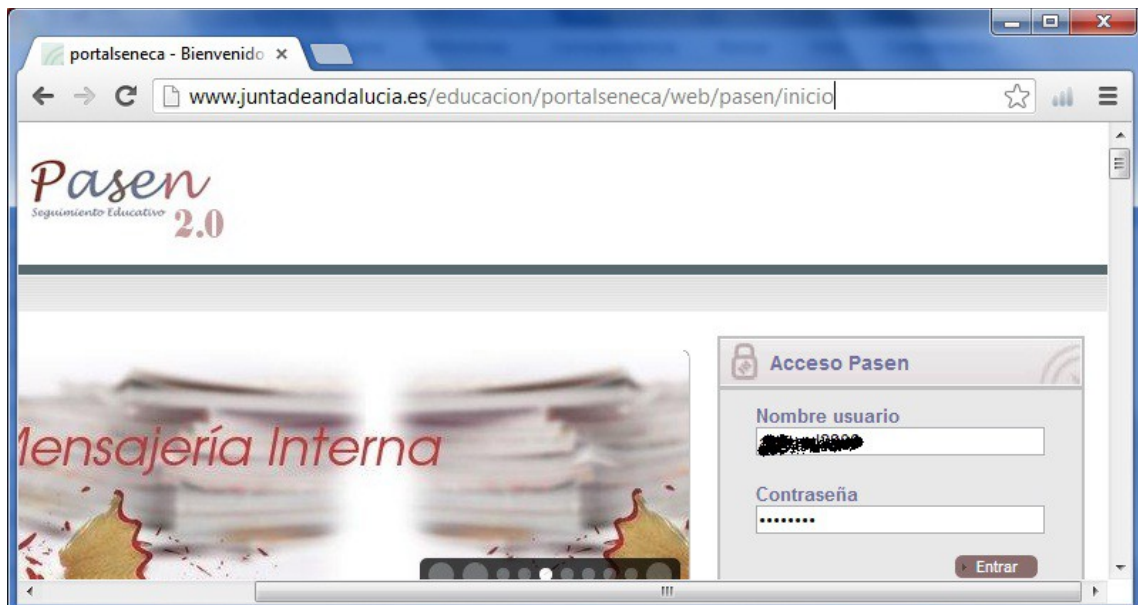 portalseneca - Bienvenido
www.juntadeandalucia.es/educacion/portalseneca/web/pasen/inicio
Pasen
Seguimiento Educativo
2.0
Acceso Pasen
Nombre usuario
Mensajería Interna
Contraseña
Entrar